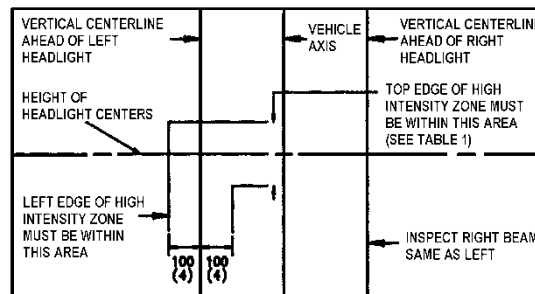 VERTICAL CENTERLINE
AHEAD OF LEFT
HEADLIGHT
VEHICLE
AXIS
VERTICAL CENTERLINE
AHEAD OF RIGHT
HEADLIGHT
HEIGHT OF
HEADLIGHT CENTERS
TOP EDGE OF HIGH
INTENSITY ZONE MUST
BE WITHIN THIS AREA
(SEE TABLE 1)
LEFT EDGE OF HIGH
INTENSITY ZONE
MUST BE WITHIN
THIS AREA
100 100
(4) (4)
INSPECT RIGHT BEAM
SAME AS LEFT